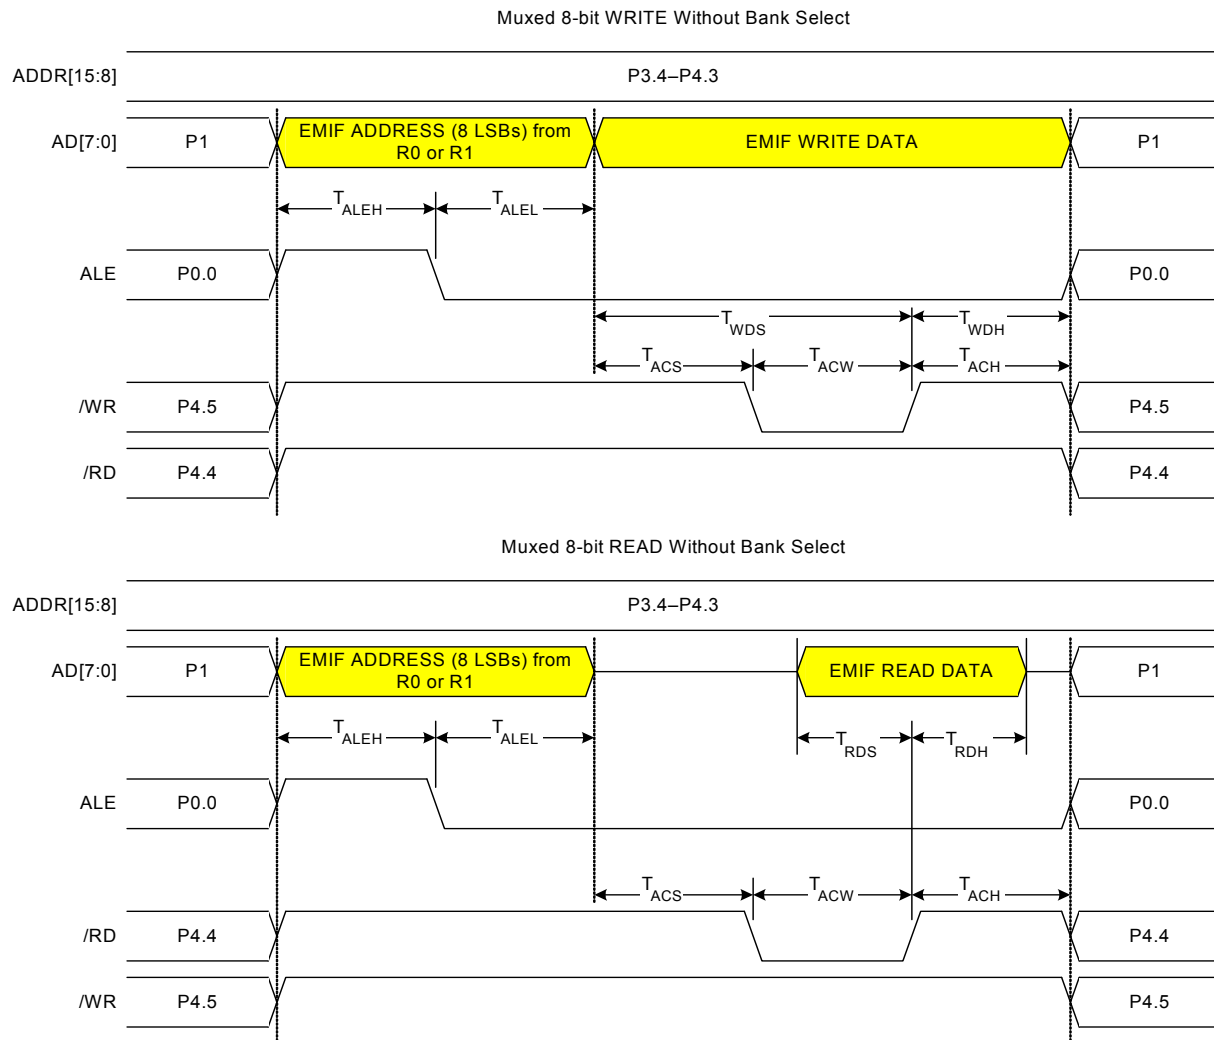 Muxed 8-bit WRITE Without Bank Select
ADDR[15:8] P3.4–P4.3
AD[7:0] P1 EMIF ADDRESS (8 LSBs) from R0 or R1 EMIF WRITE DATA P1
TALEH TALEL
ALE P0.0 P0.0
TWDS TWDH
TACS TACW TACH
/WR P4.5 P4.5
/RD P4.4 P4.4
Muxed 8-bit READ Without Bank Select
ADDR[15:8] P3.4–P4.3
AD[7:0] P1 EMIF ADDRESS (8 LSBs) from R0 or R1 EMIF READ DATA P1
TALEH TALEL TRDS TRDH
ALE P0.0 P0.0
TACS TACW TACH
/RD P4.4 P4.4
/WR P4.5 P4.5